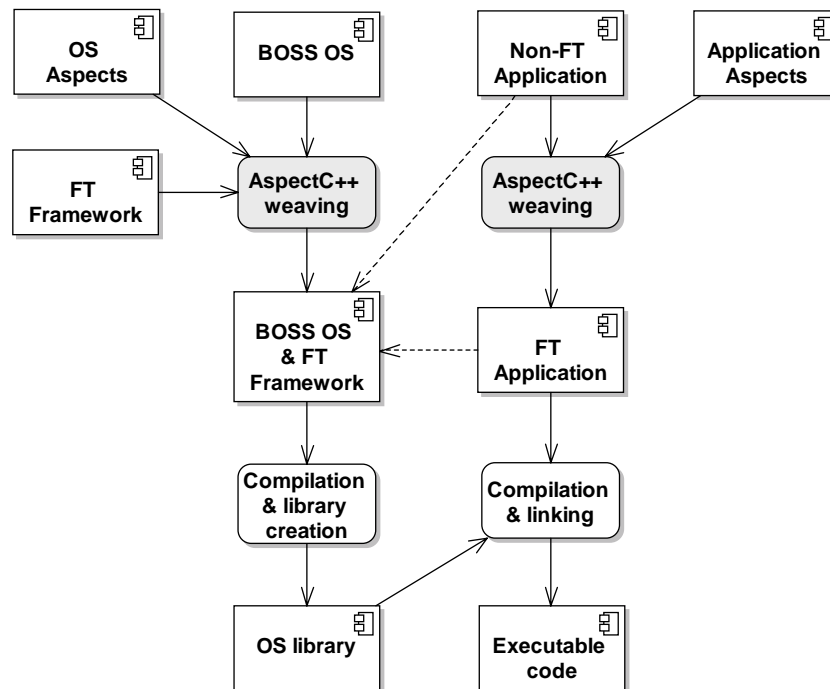 OS
Aspects
BOSS OS
Non-FT
Application
Application
Aspects
FT
Framework
AspectC++
weaving
AspectC++
weaving
BOSS OS
& FT
Framework
FT
Application
Compilation
& library
creation
Compilation
& linking
OS library
Executable
code